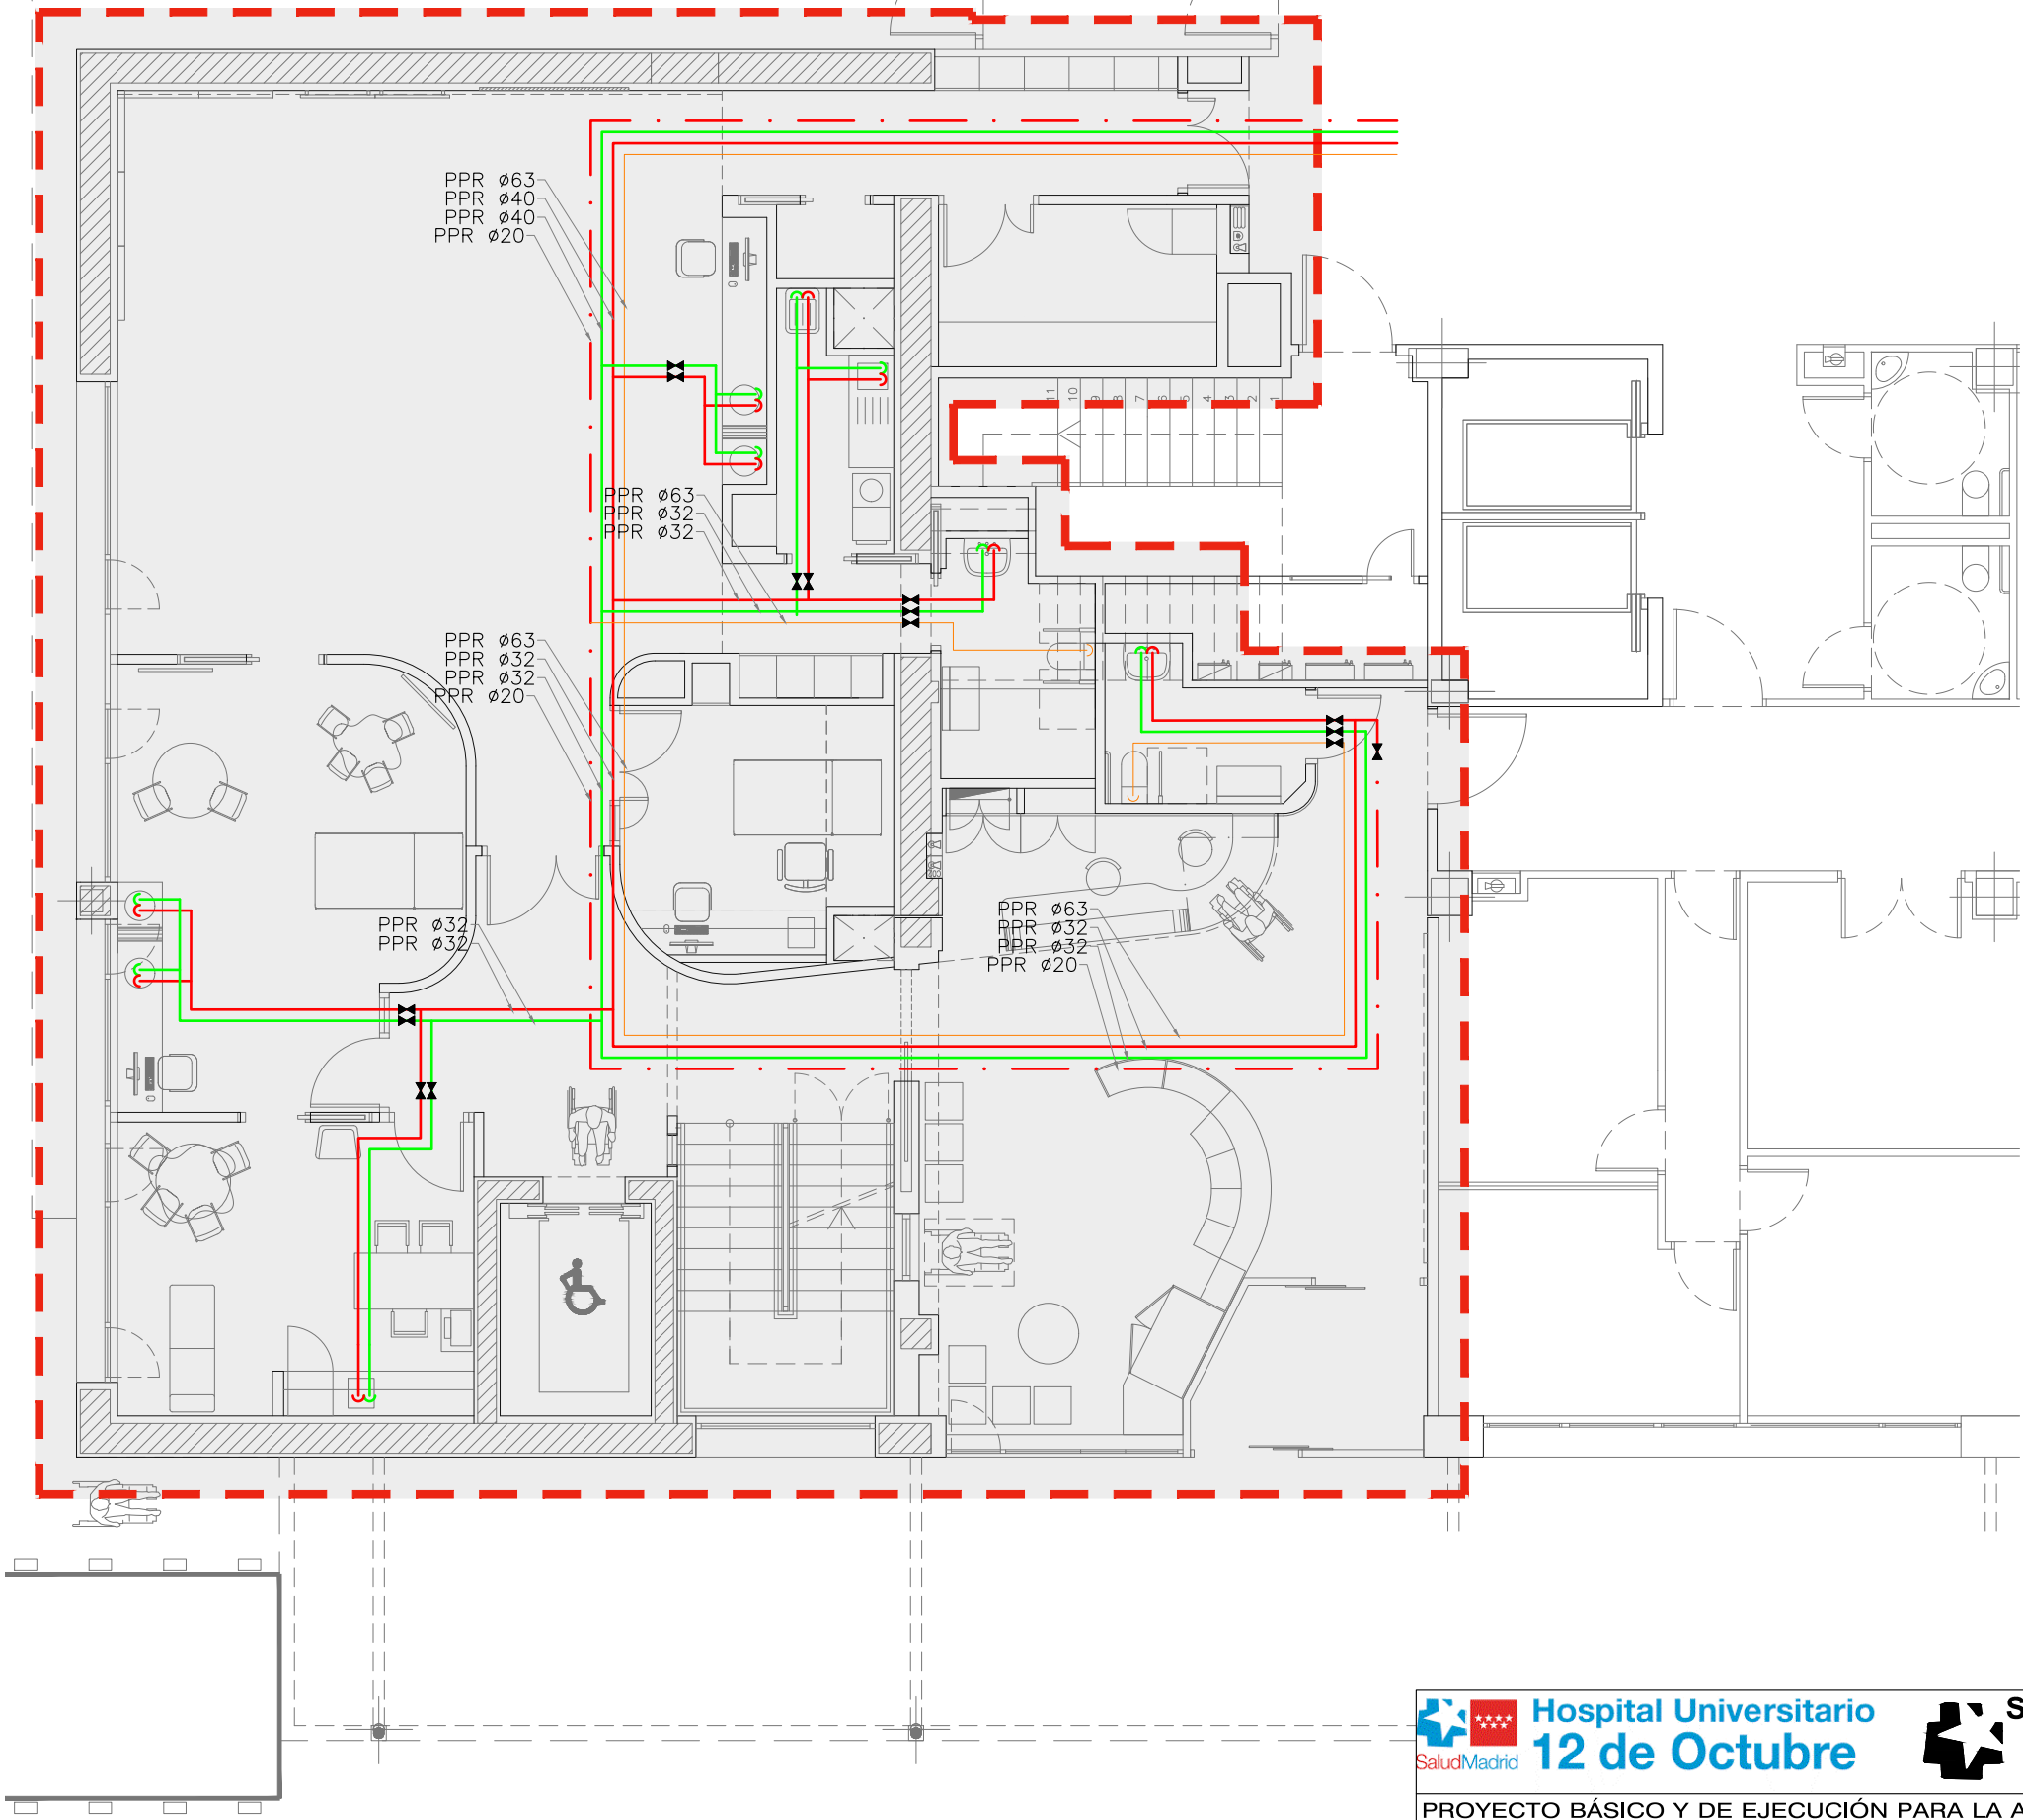 PPR ø63
PPR ø40
PPR ø40
PPR ø20
11 10 9 8 7 6 5 4 3 2 1
PPR ø63
PPR ø32
PPR ø32
PPR ø63
PPR ø32
PPR ø32
PPR ø20
PPR ø32
PPR ø32
PPR ø63
PPR ø32
PPR ø32
PPR ø20
Hospital Universitario
12 de Octubre
SaludMadrid
S
PROYECTO BÁSICO Y DE EJECUCIÓN PARA LA A